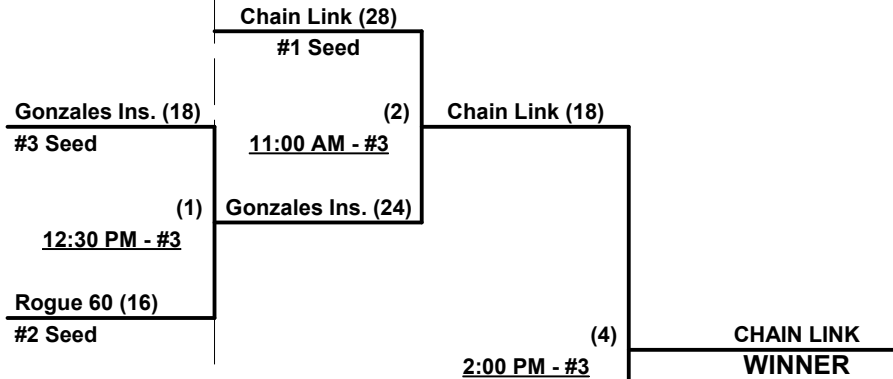 Chain Link (28)
#1 Seed
Gonzales Ins. (18)
(2)
Chain Link (18)
#3 Seed
11:00 AM - #3
(1)
Gonzales Ins. (24)
12:30 PM - #3
Rogue 60 (16)
#2 Seed
(4)
CHAIN LINK
2:00 PM - #3
WINNER